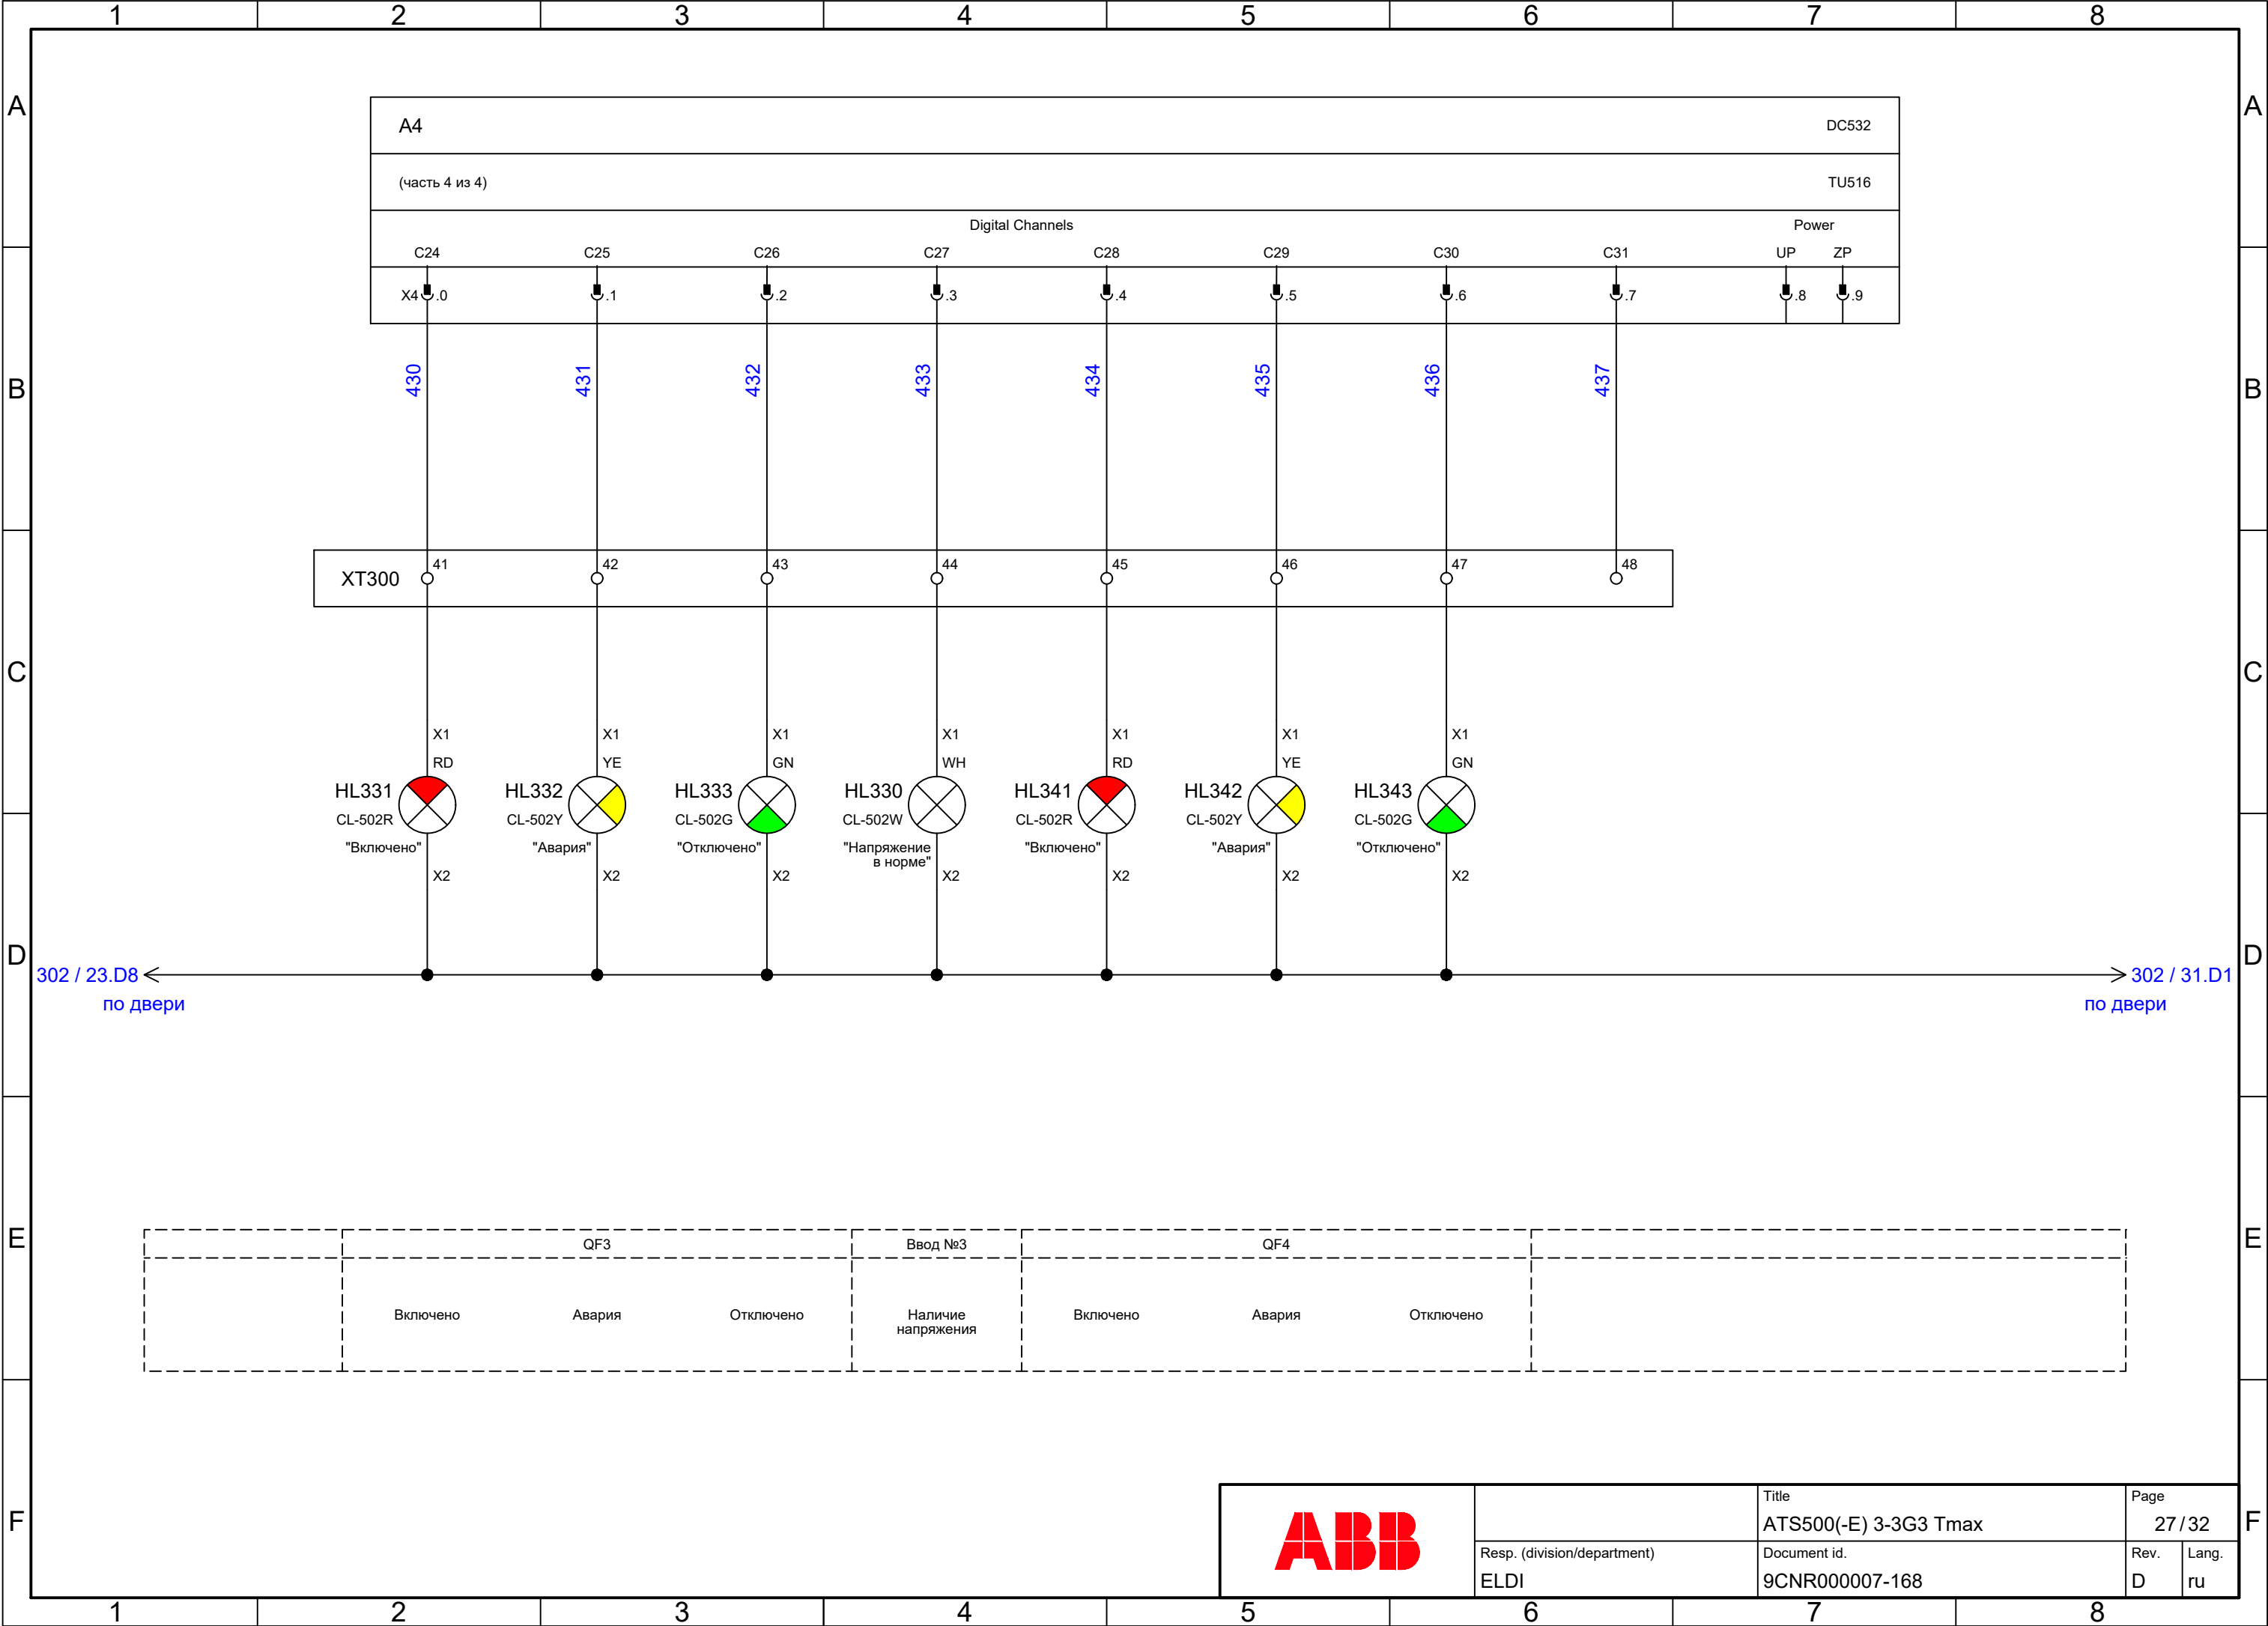 1 2 3 4 5 6 7 8
A A
A4 DC532
(часть 4 из 4) TU516
Digital Channels Power
C24 C25 C26 C27 C28 C29 C30 C31 UP ZP
X4 .0 .1 .2 .3 .4 .5 .6 .7 .8 .9
B B
430 431 432 433 434 435 436 437
XT300 41 42 43 44 45 46 47 48
C C
X1 X1 X1 X1 X1 X1 X1
RD YE GN WH RD YE GN
HL331 HL332 HL333 HL330 HL341 HL342 HL343
CL-502R CL-502Y CL-502G CL-502W CL-502R CL-502Y CL-502G
"Включено" "Авария" "Отключено" "Напряжение "Включено" "Авария" "Отключено"
в норме"
X2 X2 X2 X2 X2 X2 X2
D D
302 / 23.D8 302 / 31.D1
по двери по двери
E E
QF3 Ввод №3 QF4
Включено Авария Отключено Наличие Включено Авария Отключено
напряжения
F F
ABB
Title Page
ATS500(-E) 3-3G3 Tmax 27/32
Resp. (division/department) Document id. Rev. Lang.
ELDI 9CNR000007-168 D ru
1 2 3 4 5 6 7 8